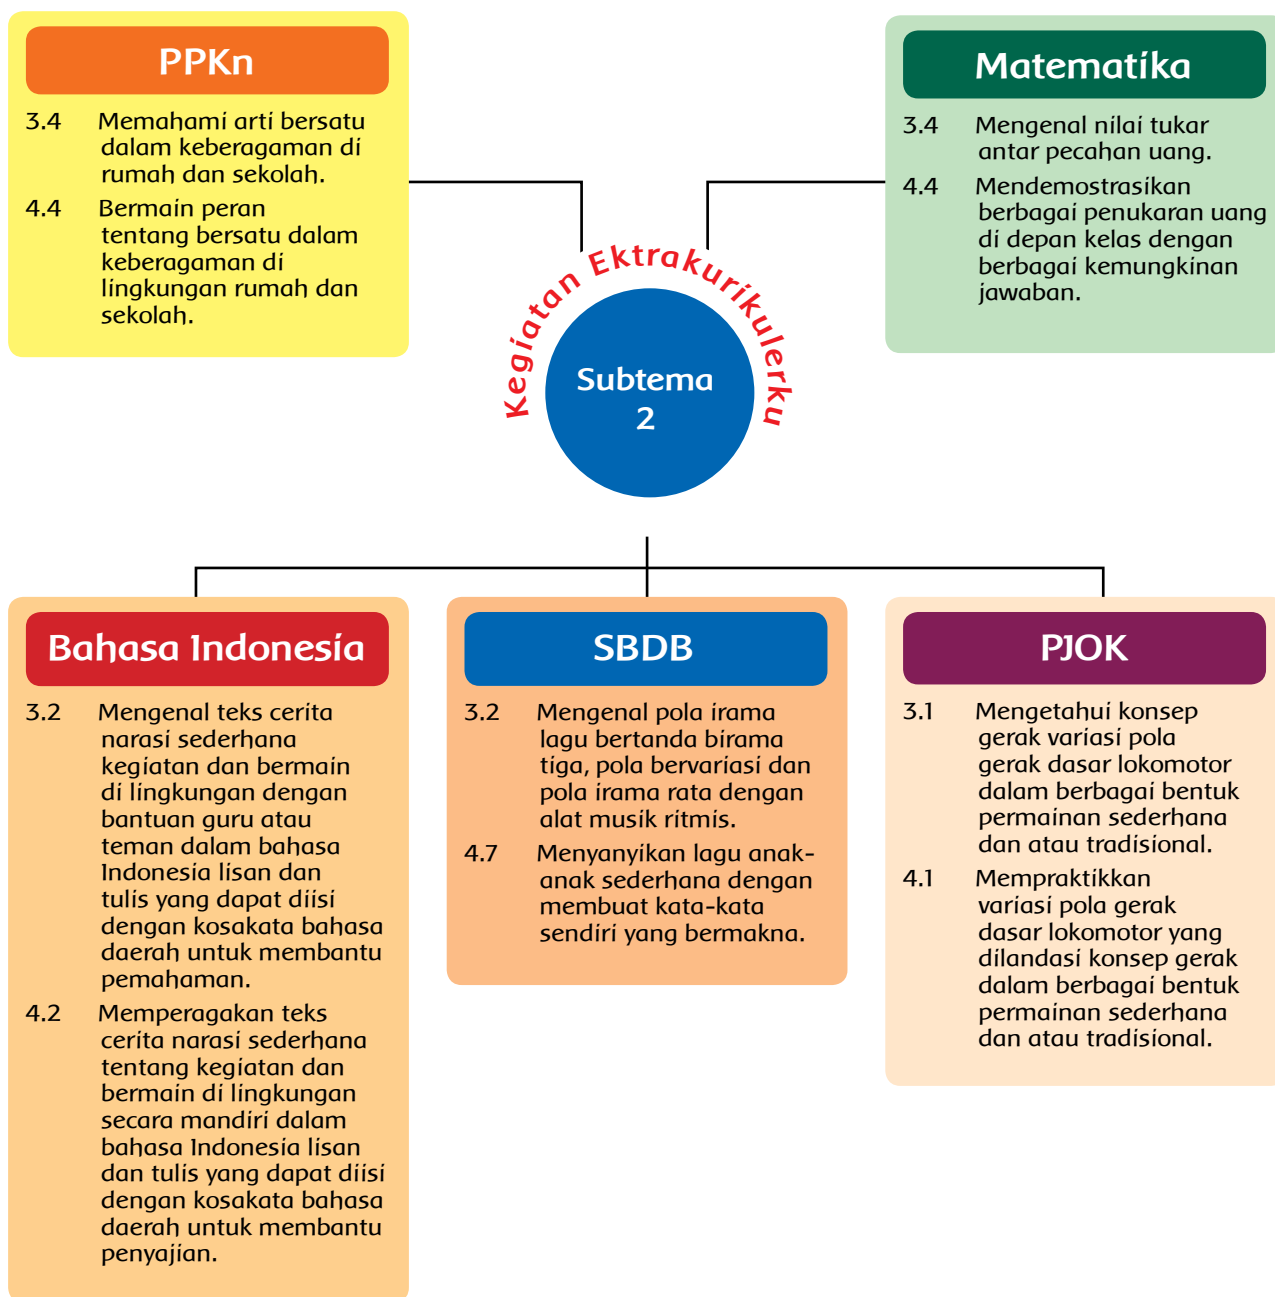 PPKn
3.4 Memahami arti bersatu
dalam keberagaman di
rumah dan sekolah.
4.4 Bermain peran
tentang bersatu dalam
keberagaman di
lingkungan rumah dan
sekolah.
Matematika
3.4 Mengenal nilai tukar
antar pecahan uang.
4.4 Mendemostrasikan
berbagai penukaran uang
di depan kelas dengan
berbagai kemungkinan
jawaban.
Kegiatan Ektrakurikulerku
Subtema
2
Bahasa Indonesia
3.2 Mengenal teks cerita
narasi sederhana
kegiatan dan bermain
di lingkungan dengan
bantuan guru atau
teman dalam bahasa
Indonesia lisan dan
tulis yang dapat diisi
dengan kosakata bahasa
daerah untuk membantu
pemahaman.
4.2 Memperagakan teks
cerita narasi sederhana
tentang kegiatan dan
bermain di lingkungan
secara mandiri dalam
bahasa Indonesia lisan
dan tulis yang dapat diisi
dengan kosakata bahasa
daerah untuk membantu
penyajian.
SBDB
3.2 Mengenal pola irama
lagu bertanda birama
tiga, pola bervariasi dan
pola irama rata dengan
alat musik ritmis.
4.7 Menyanyikan lagu anak-
anak sederhana dengan
membuat kata-kata
sendiri yang bermakna.
PJOK
3.1 Mengetahui konsep
gerak variasi pola
gerak dasar lokomotor
dalam berbagai bentuk
permainan sederhana
dan atau tradisional.
4.1 Mempraktikkan
variasi pola gerak
dasar lokomotor yang
dilandasi konsep gerak
dalam berbagai bentuk
permainan sederhana
dan atau tradisional.